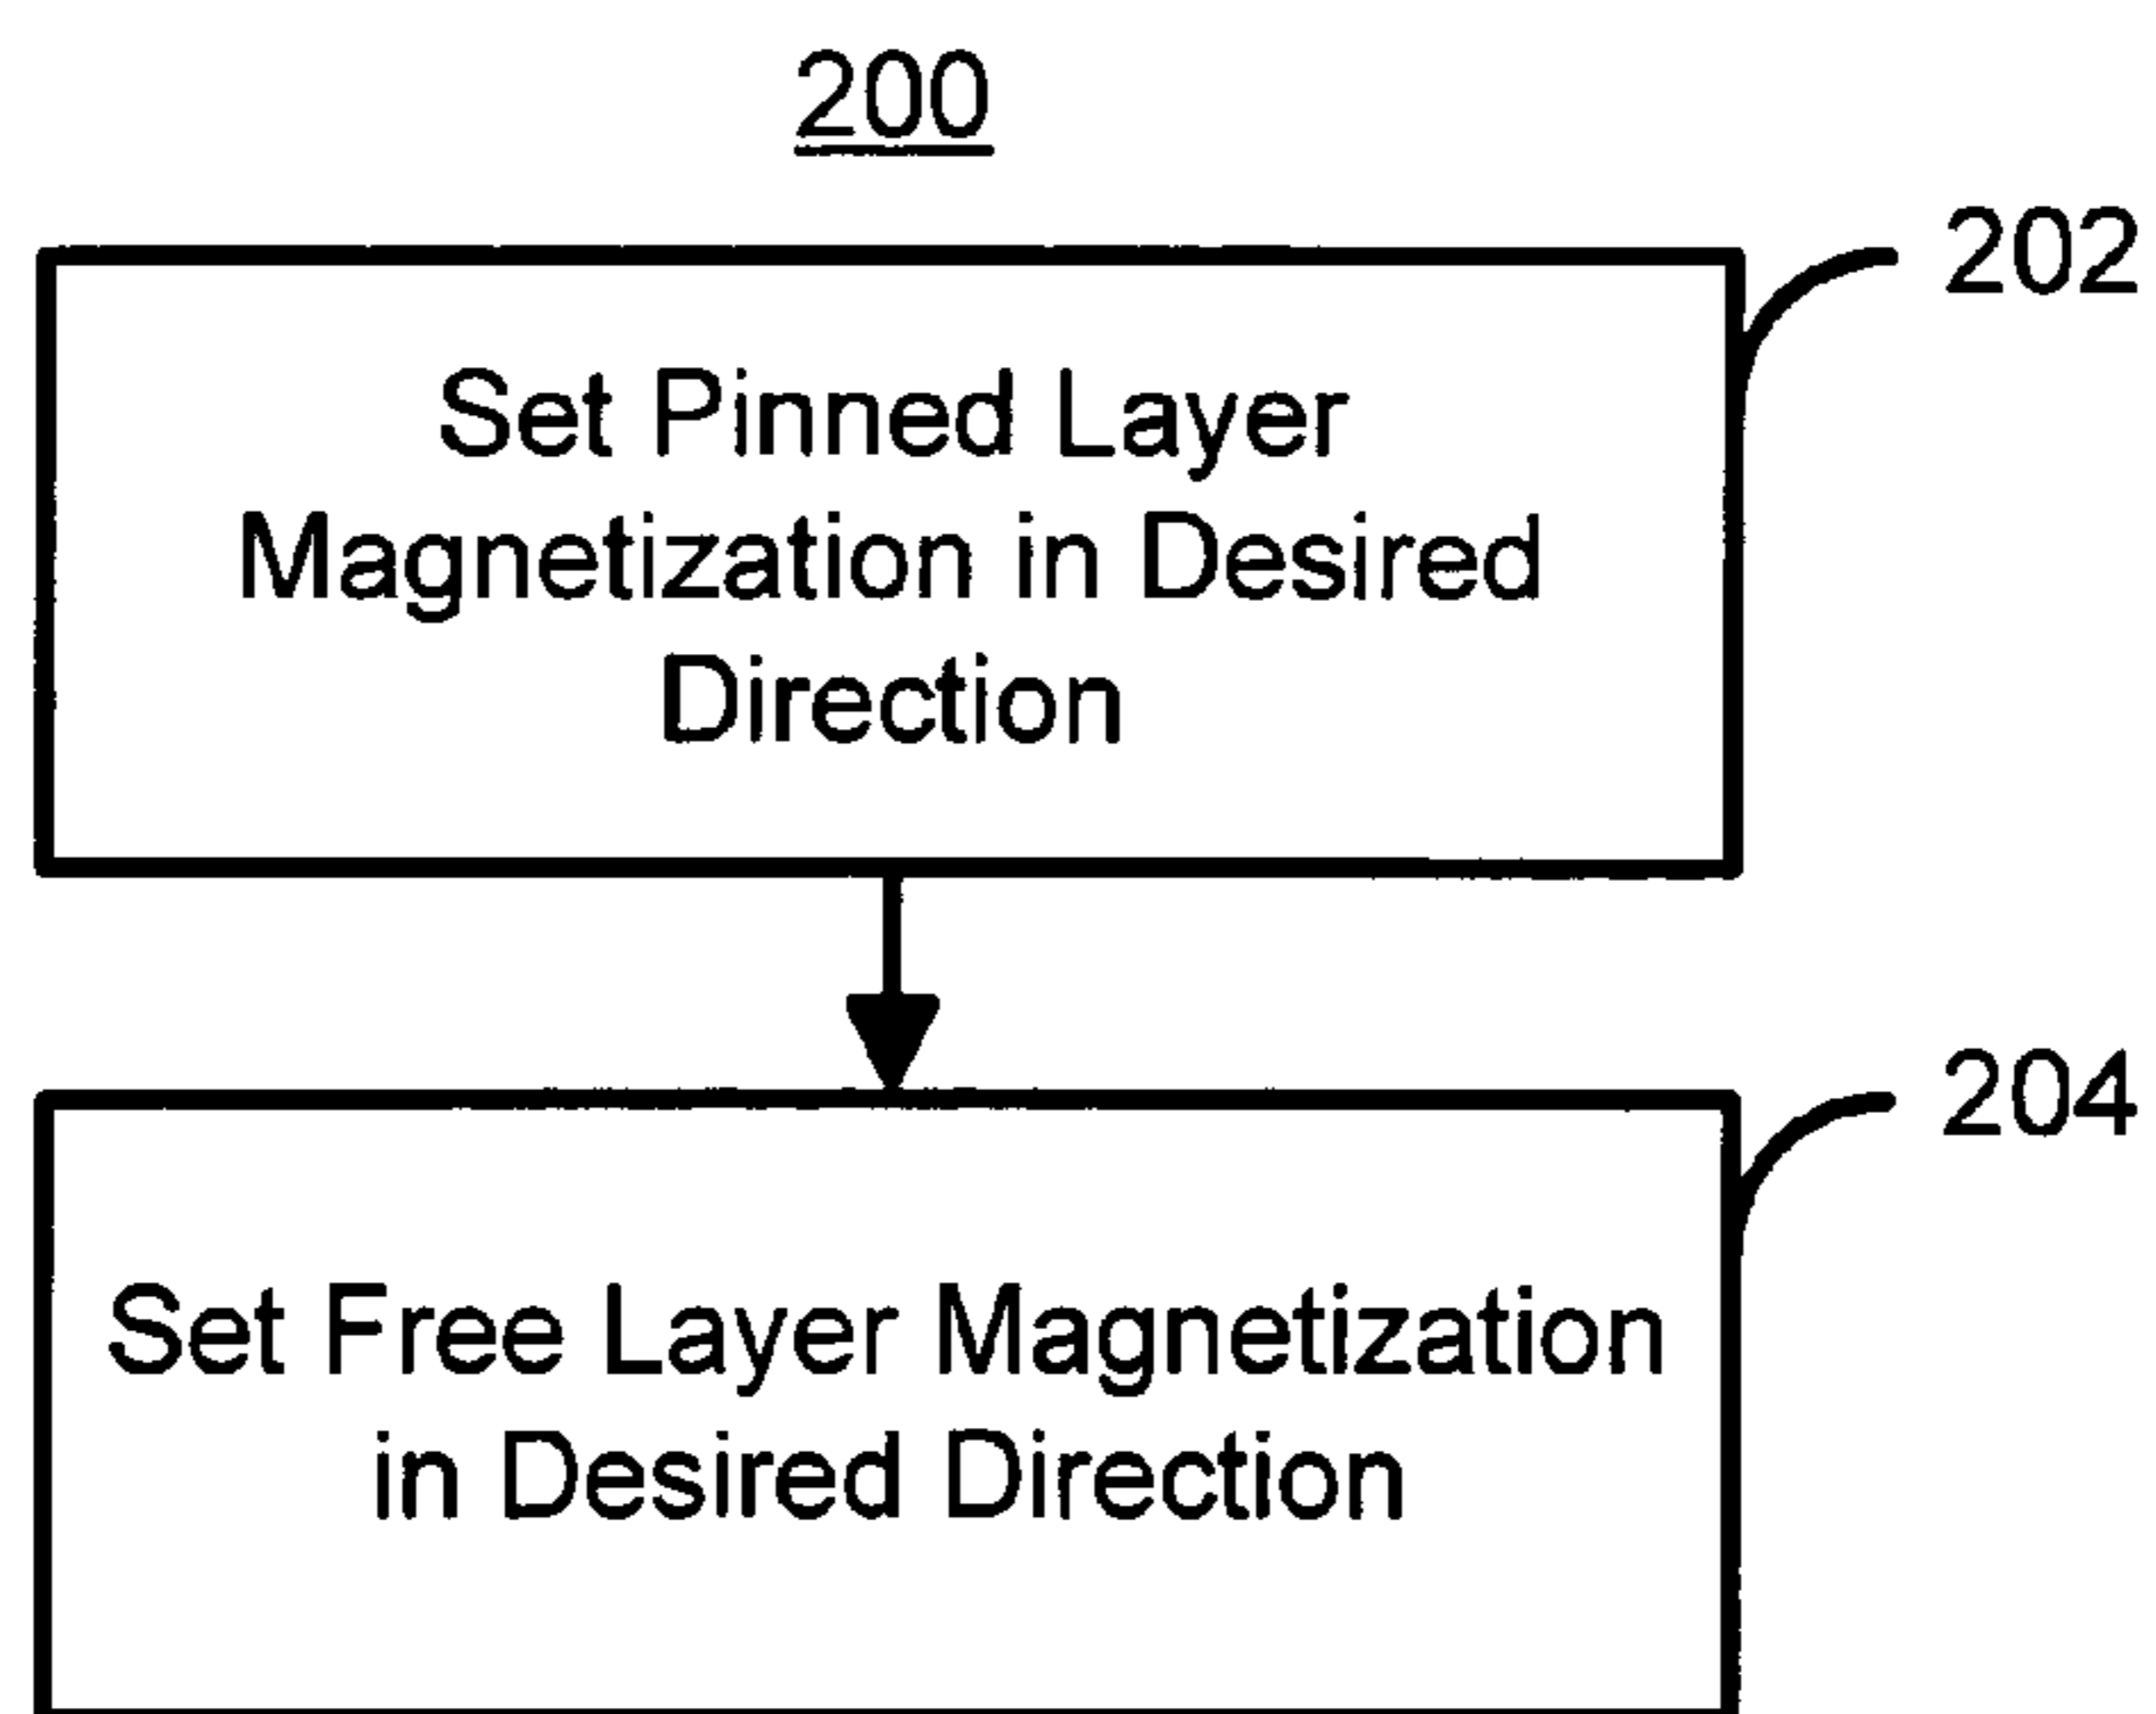 200
202
Set Pinned Layer
Magnetization in Desired
Direction
204
Set Free Layer Magnetization
in Desired Direction